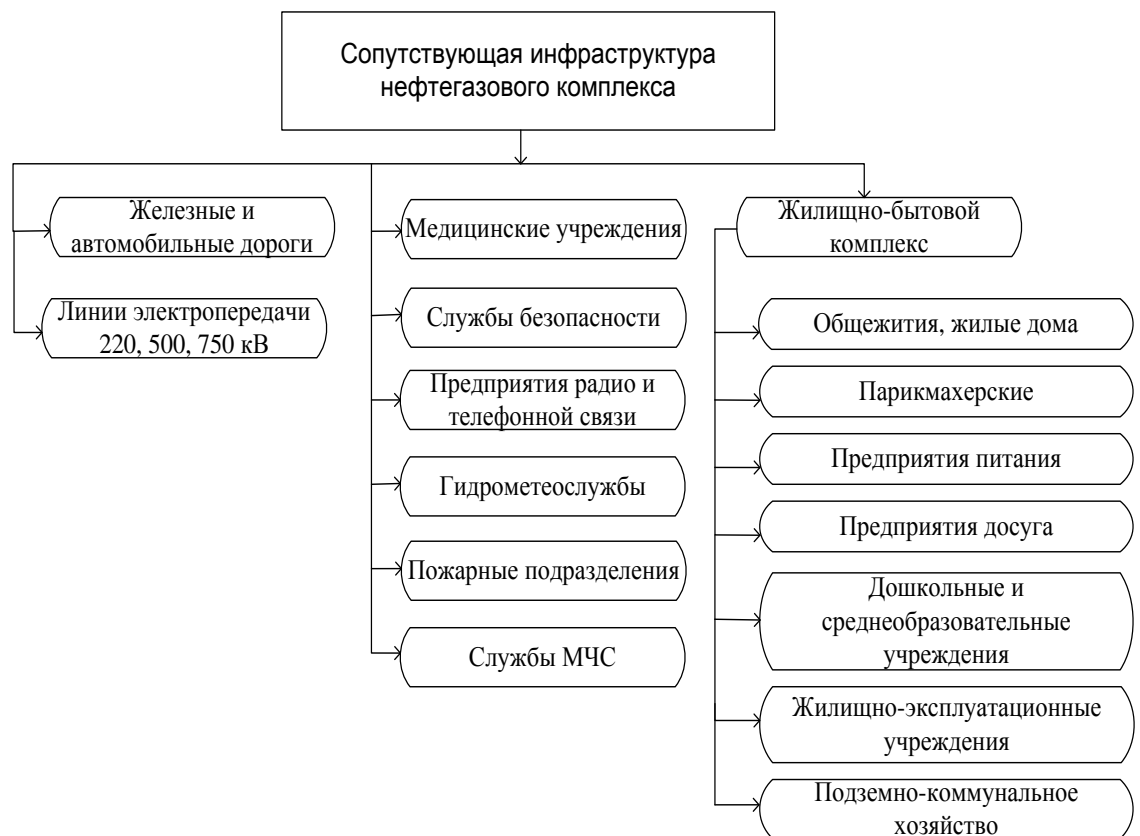 Сопутствующая инфраструктура
нефтегазового комплекса
Железные и
автомобильные дороги
Линии электропередачи
220, 500, 750 кВ
Медицинские учреждения
Службы безопасности
Предприятия радио и
телефонной связи
Гидрометеослужбы
Пожарные подразделения
Службы МЧС
Жилищно-бытовой
комплекс
Общежития, жилые дома
Парикмахерские
Предприятия питания
Предприятия досуга
Дошкольные и
среднеобразовательные
учреждения
Жилищно-эксплуатационные
учреждения
Подземно-коммунальное
хозяйство